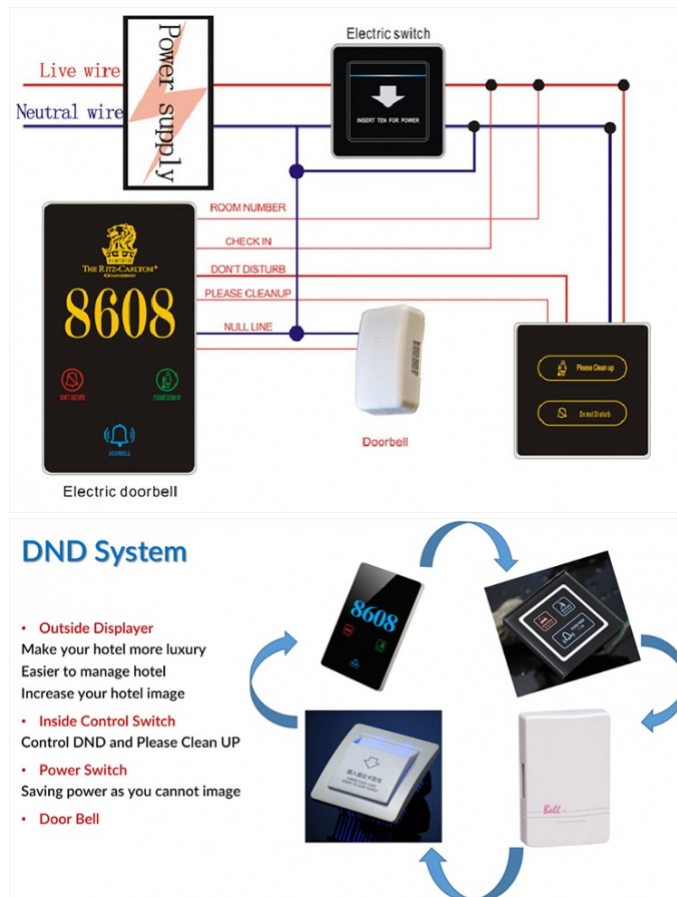 Electric switch
Live wire
Neutral wire
Power supply
INSERT TEN FOR POWER
ROOM NUMBER
CHECK IN
DON'T DISTURB
PLEASE CLEANUP
NULL LINE
THE RITZ-CARLTON
8608
DON'T DISTURB
PLEASE CLEAN UP
DOORBELL
Please Clean up
Do not Disturb
Doorbell
Electric doorbell
DND System
• Outside Displayer
Make your hotel more luxury
Easier to manage hotel
Increase your hotel image
• Inside Control Switch
Control DND and Please Clean UP
• Power Switch
Saving power as you cannot image
• Door Bell
8608
Bell